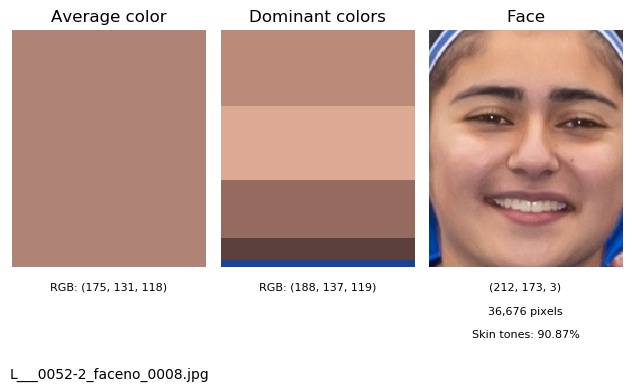 Average color
Dominant colors
Face
RGB: (175, 131, 118)
RGB: (188, 137, 119)
(212, 173, 3)
36,676 pixels
Skin tones: 90.87%
L___0052-2_faceno_0008.jpg